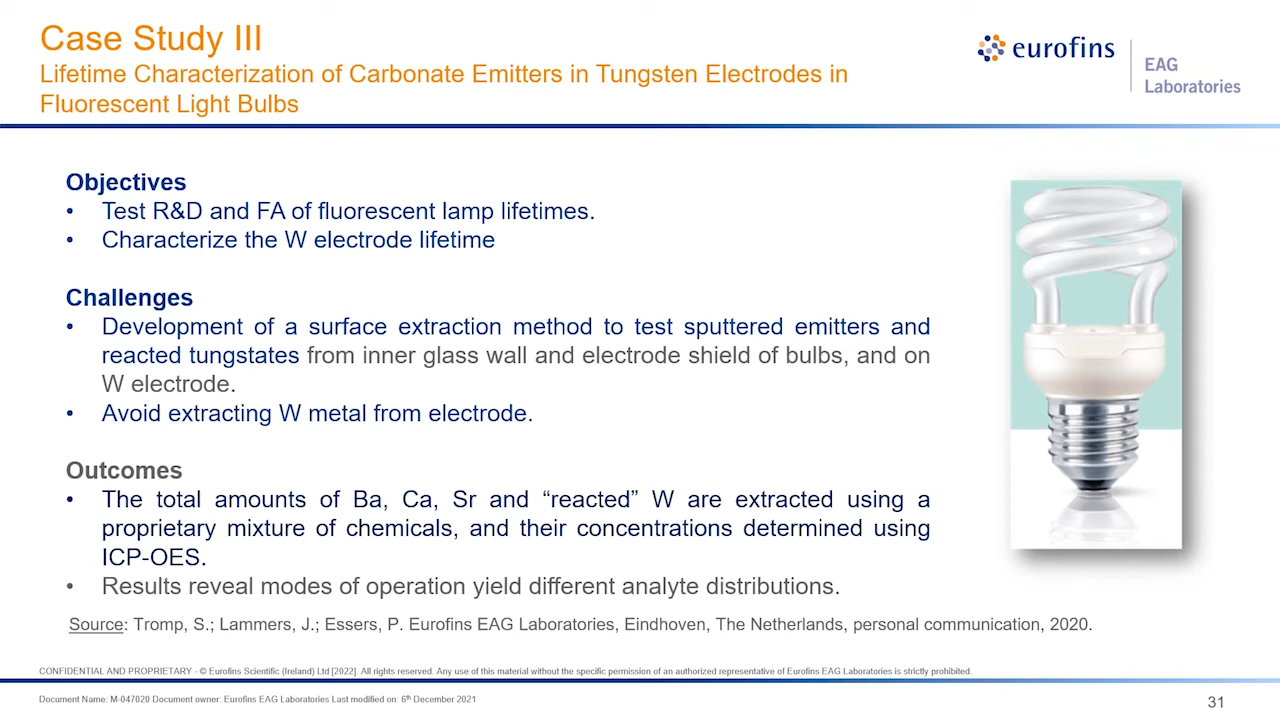 Case Study III
Lifetime Characterization of Carbonate Emitters in Tungsten Electrodes in
Fluorescent Light Bulbs
eurofins
EAG
Laboratories
Objectives
• Test R&D and FA of fluorescent lamp lifetimes.
• Characterize the W electrode lifetime
Challenges
• Development of a surface extraction method to test sputtered emitters and
reacted tungstates from inner glass wall and electrode shield of bulbs, and on
W electrode.
• Avoid extracting W metal from electrode.
Outcomes
• The total amounts of Ba, Ca, Sr and “reacted” W are extracted using a
proprietary mixture of chemicals, and their concentrations determined using
ICP-OES.
• Results reveal modes of operation yield different analyte distributions.
Source: Tromp, S.; Lammers, J.; Essers, P. Eurofins EAG Laboratories, Eindhoven, The Netherlands, personal communication, 2020.
CONFIDENTIAL AND PROPRIETARY - © Eurofins Scientific (Ireland) Ltd [2022]. All rights reserved. Any use of this material without the specific permission of an authorized representative of Eurofins EAG Laboratories is strictly prohibited.
Document Name: M-047020 Document owner: Eurofins EAG Laboratories Last modified on: 6th December 2021
31